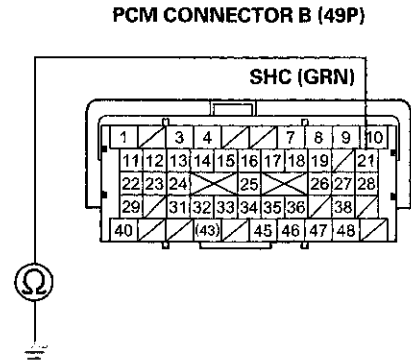 PCM CONNECTOR B (49P)
SHC (GRN)
1 3 4 7 8 9 10
11 12 13 14 15 16 17 18 19 21
22 23 24 25 26 27 28
29 31 32 33 34 35 36 38
40 (43) 45 46 47 48
Ω